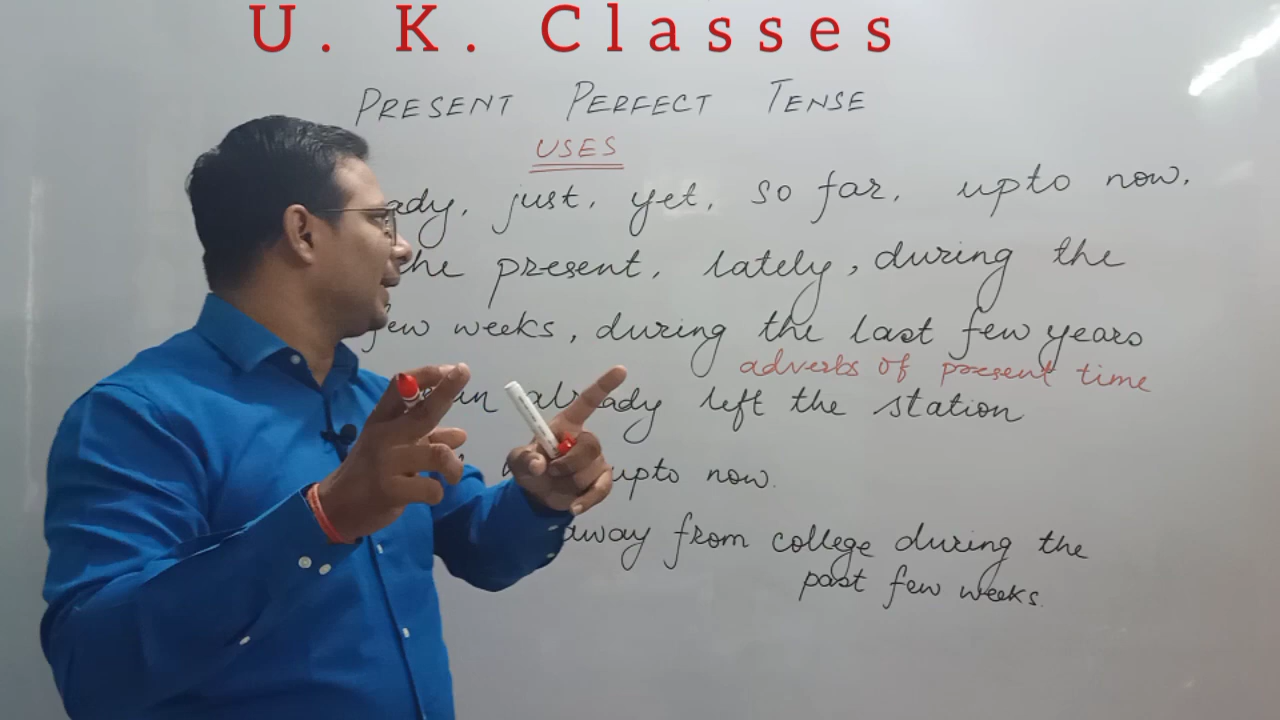 U. K. Classes
PRESENT PERFECT TENSE
USES
ady, just, yet, so far, upto now,
the present, lately, during the
few weeks, during the last few years
adverbs of present time
already left the station
upto now.
away from college during the
past few weeks.